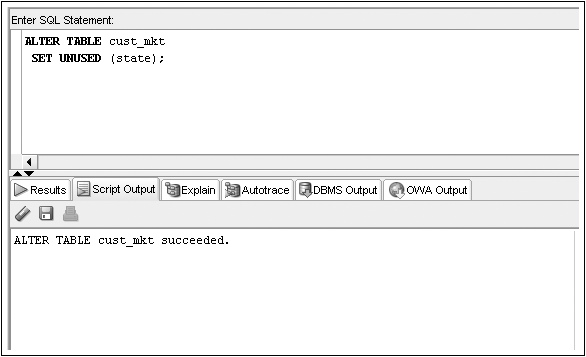 Enter SQL Statement:
ALTER TABLE cust_mkt
SET UNUSED (state);
Results Script Output Explain Autotrace DBMS Output OWA Output
ALTER TABLE cust_mkt succeeded.